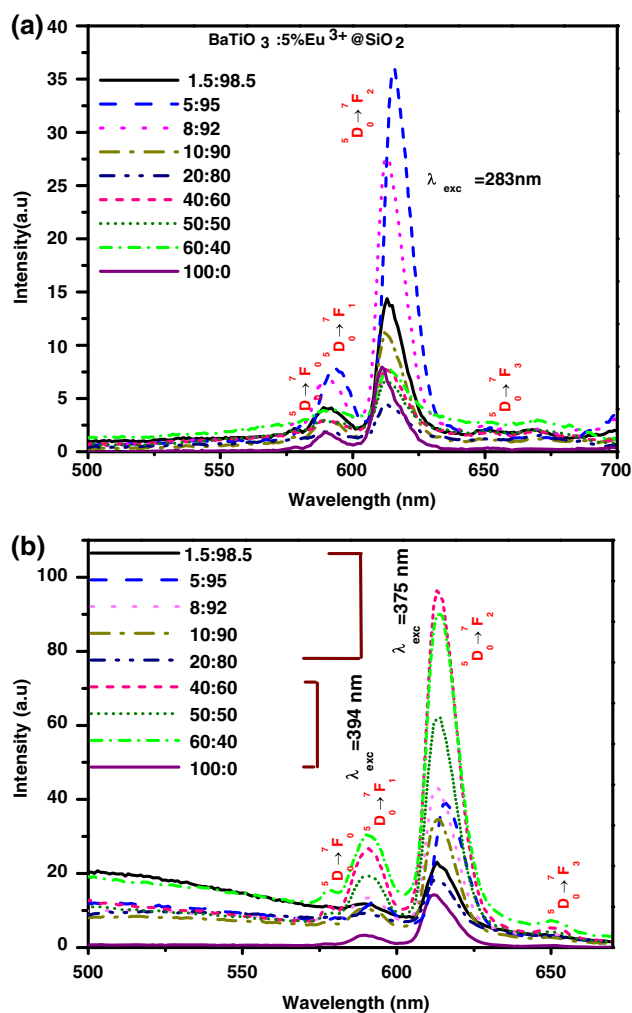 (a)
BaTiO3 :5%Eu3+@SiO2
1.5:98.5
5:95
8:92
10:90
20:80
40:60
50:50
60:40
100:0
5D0→7F2
λexc =283nm
5D0→7F0
5D0→7F1
5D0→7F3
Intensity(a.u)
40
35
30
25
20
15
10
5
0
500
550
600
650
700
Wavelength (nm)
(b)
1.5:98.5
5:95
8:92
10:90
20:80
40:60
50:50
60:40
100:0
λexc =375 nm
λexc =394 nm
5D0→7F2
5D0→7F0
5D0→7F1
5D0→7F3
Intensity (a.u)
100
80
60
40
20
0
500
550
600
650
Wavelength (nm)